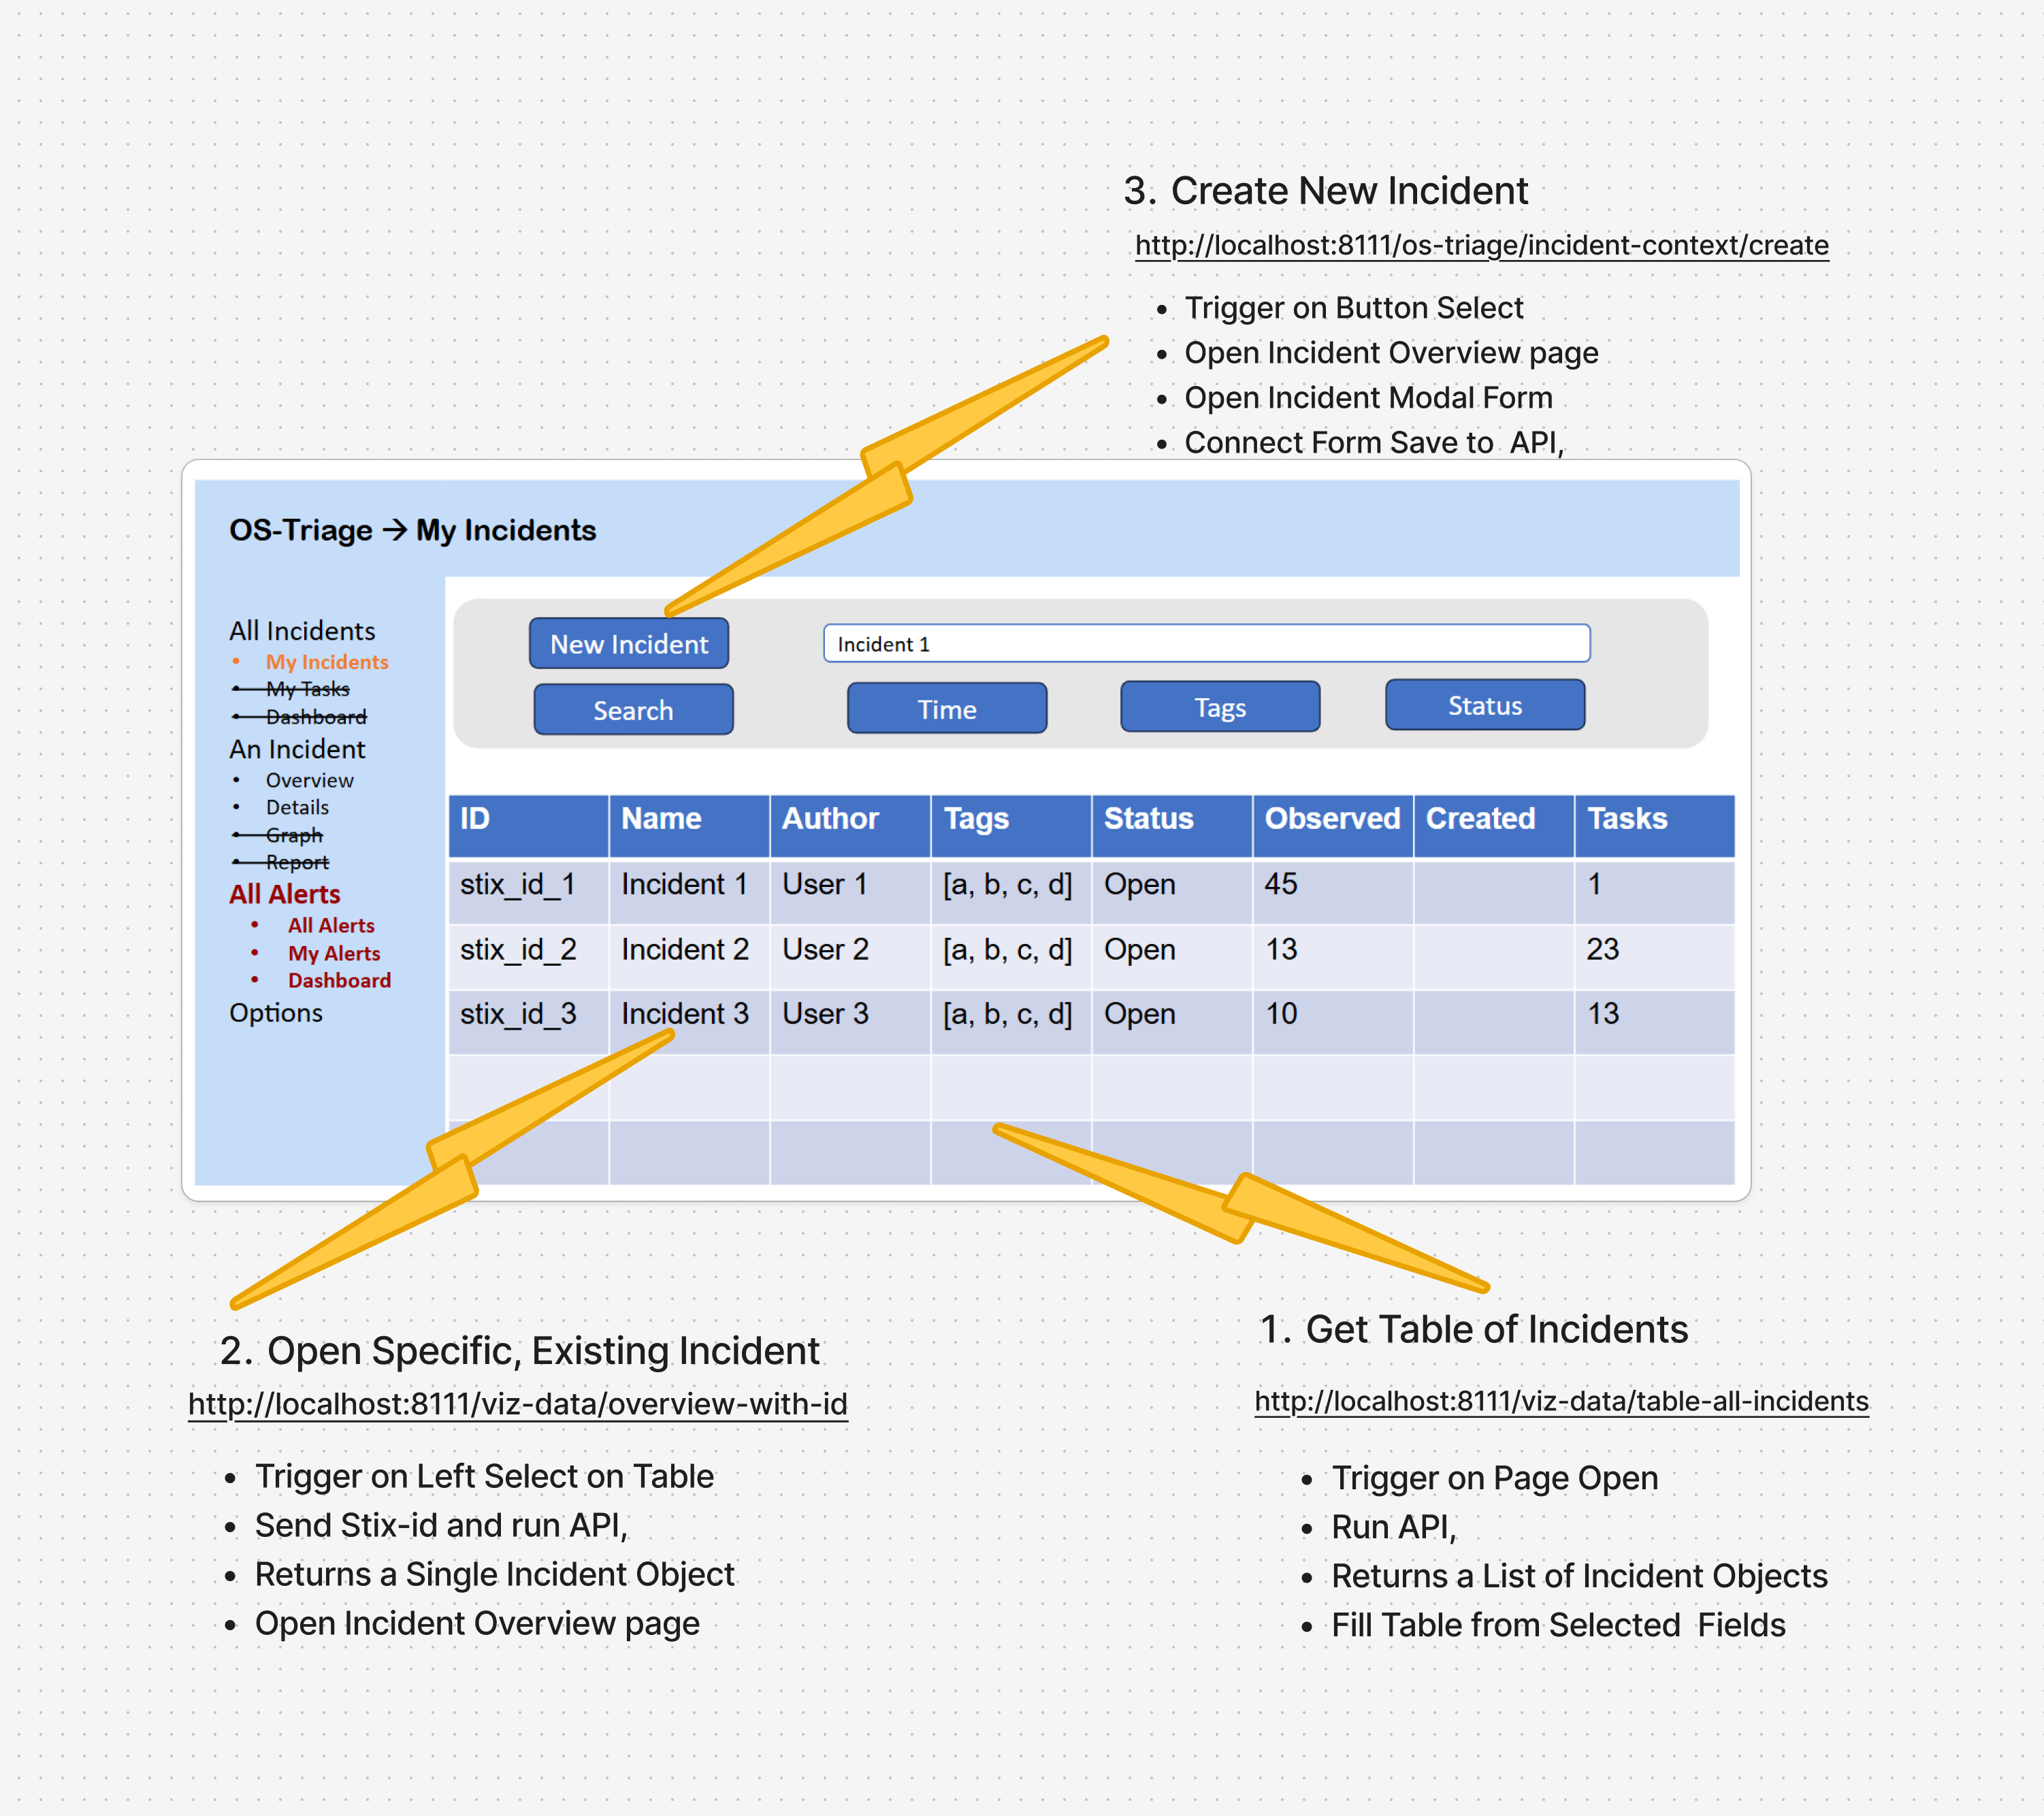 3. Create New Incident
http://localhost:8111/os-triage/incident-context/create
• Trigger on Button Select
• Open Incident Overview page
• Open Incident Modal Form
• Connect Form Save to API,
OS-Triage → My Incidents
All Incidents
• My Incidents
• My Tasks
• Dashboard
An Incident
• Overview
• Details
• Graph
• Report
All Alerts
• All Alerts
• My Alerts
• Dashboard
Options
New Incident
Incident 1
Search
Time
Tags
Status
ID Name Author Tags Status Observed Created Tasks
stix_id_1 Incident 1 User 1 [a, b, c, d] Open 45 1
stix_id_2 Incident 2 User 2 [a, b, c, d] Open 13 23
stix_id_3 Incident 3 User 3 [a, b, c, d] Open 10 13
2. Open Specific, Existing Incident
http://localhost:8111/viz-data/overview-with-id
• Trigger on Left Select on Table
• Send Stix-id and run API,
• Returns a Single Incident Object
• Open Incident Overview page
1. Get Table of Incidents
http://localhost:8111/viz-data/table-all-incidents
• Trigger on Page Open
• Run API,
• Returns a List of Incident Objects
• Fill Table from Selected Fields